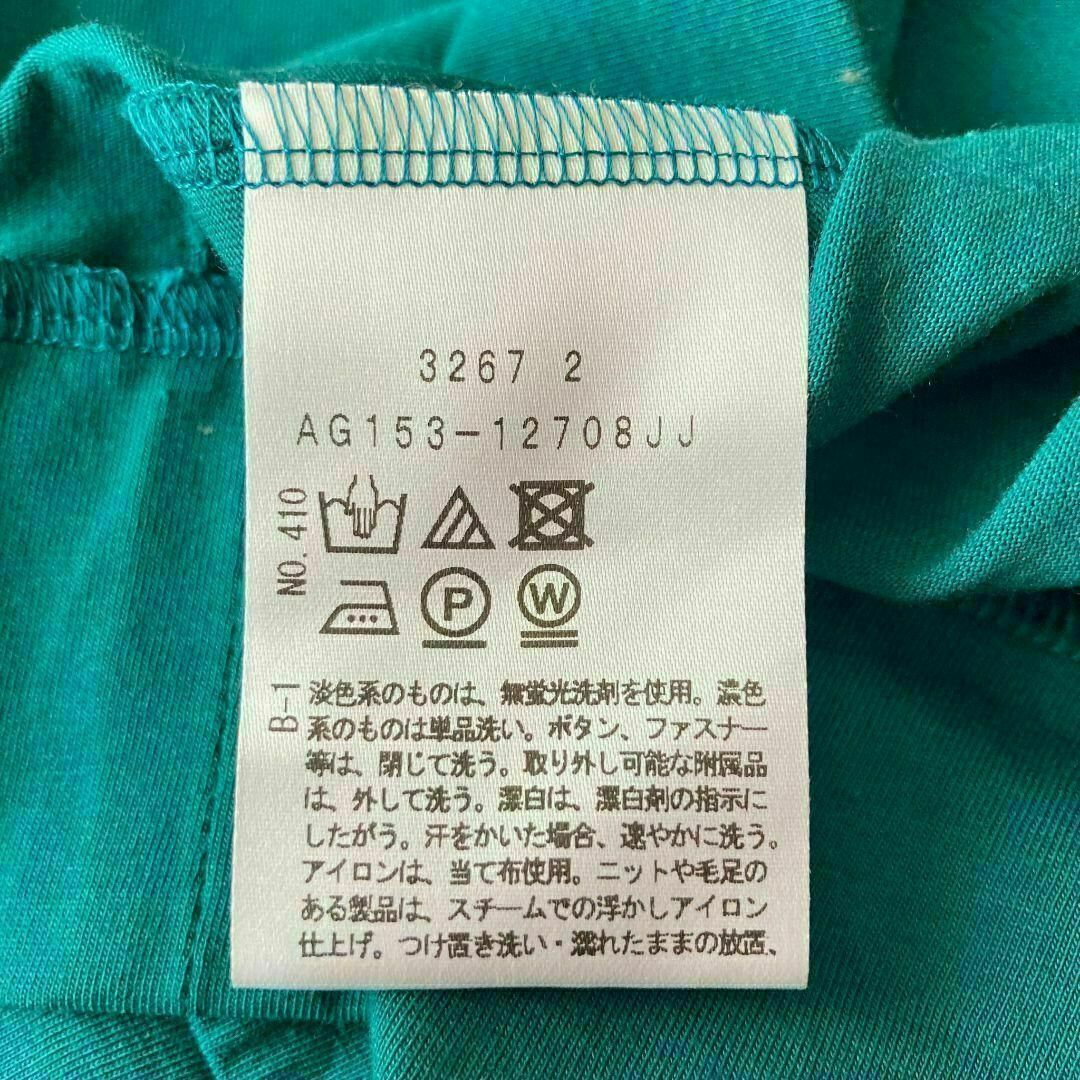 3267 2
AG153-12708JJ
NO.410
P
W
B-1
淡色系のものは、無蛍光洗剤を使用。濃色
系のものは単品洗い。ボタン、ファスナー
等は、閉じて洗う。取り外し可能な附属品
は、外して洗う。漂白は、漂白剤の指示に
したがう。汗をかいた場合、速やかに洗う。
アイロンは、当て布使用。ニットや毛足の
ある製品は、スチームでの浮かしアイロン
仕上げ。つけ置き洗い・濡れたままの放置、